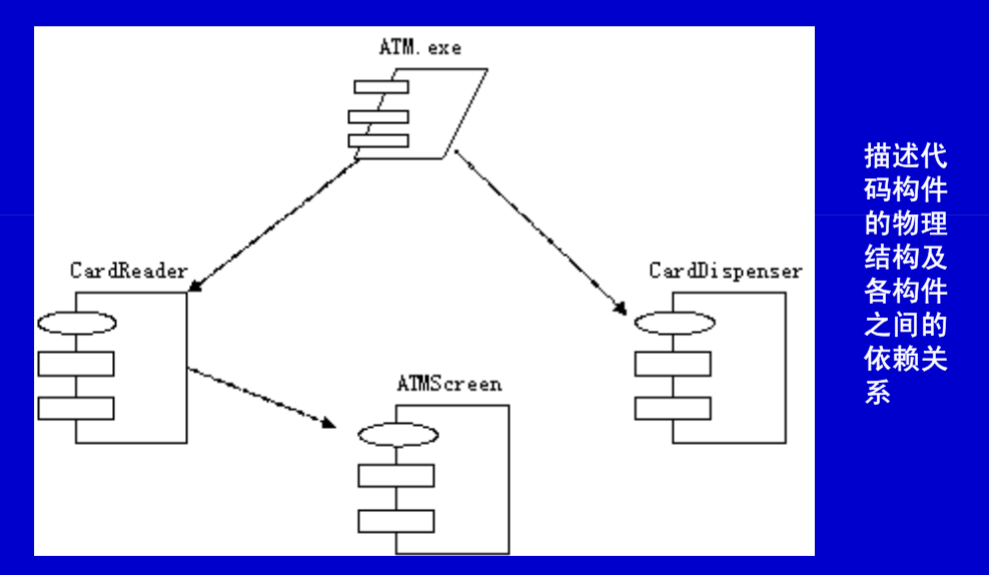 ATM.exe
CardReader
CardDispenser
ATMScreen
描述代
码构件
的物理
结构及
各构件
之间的
依赖关
系